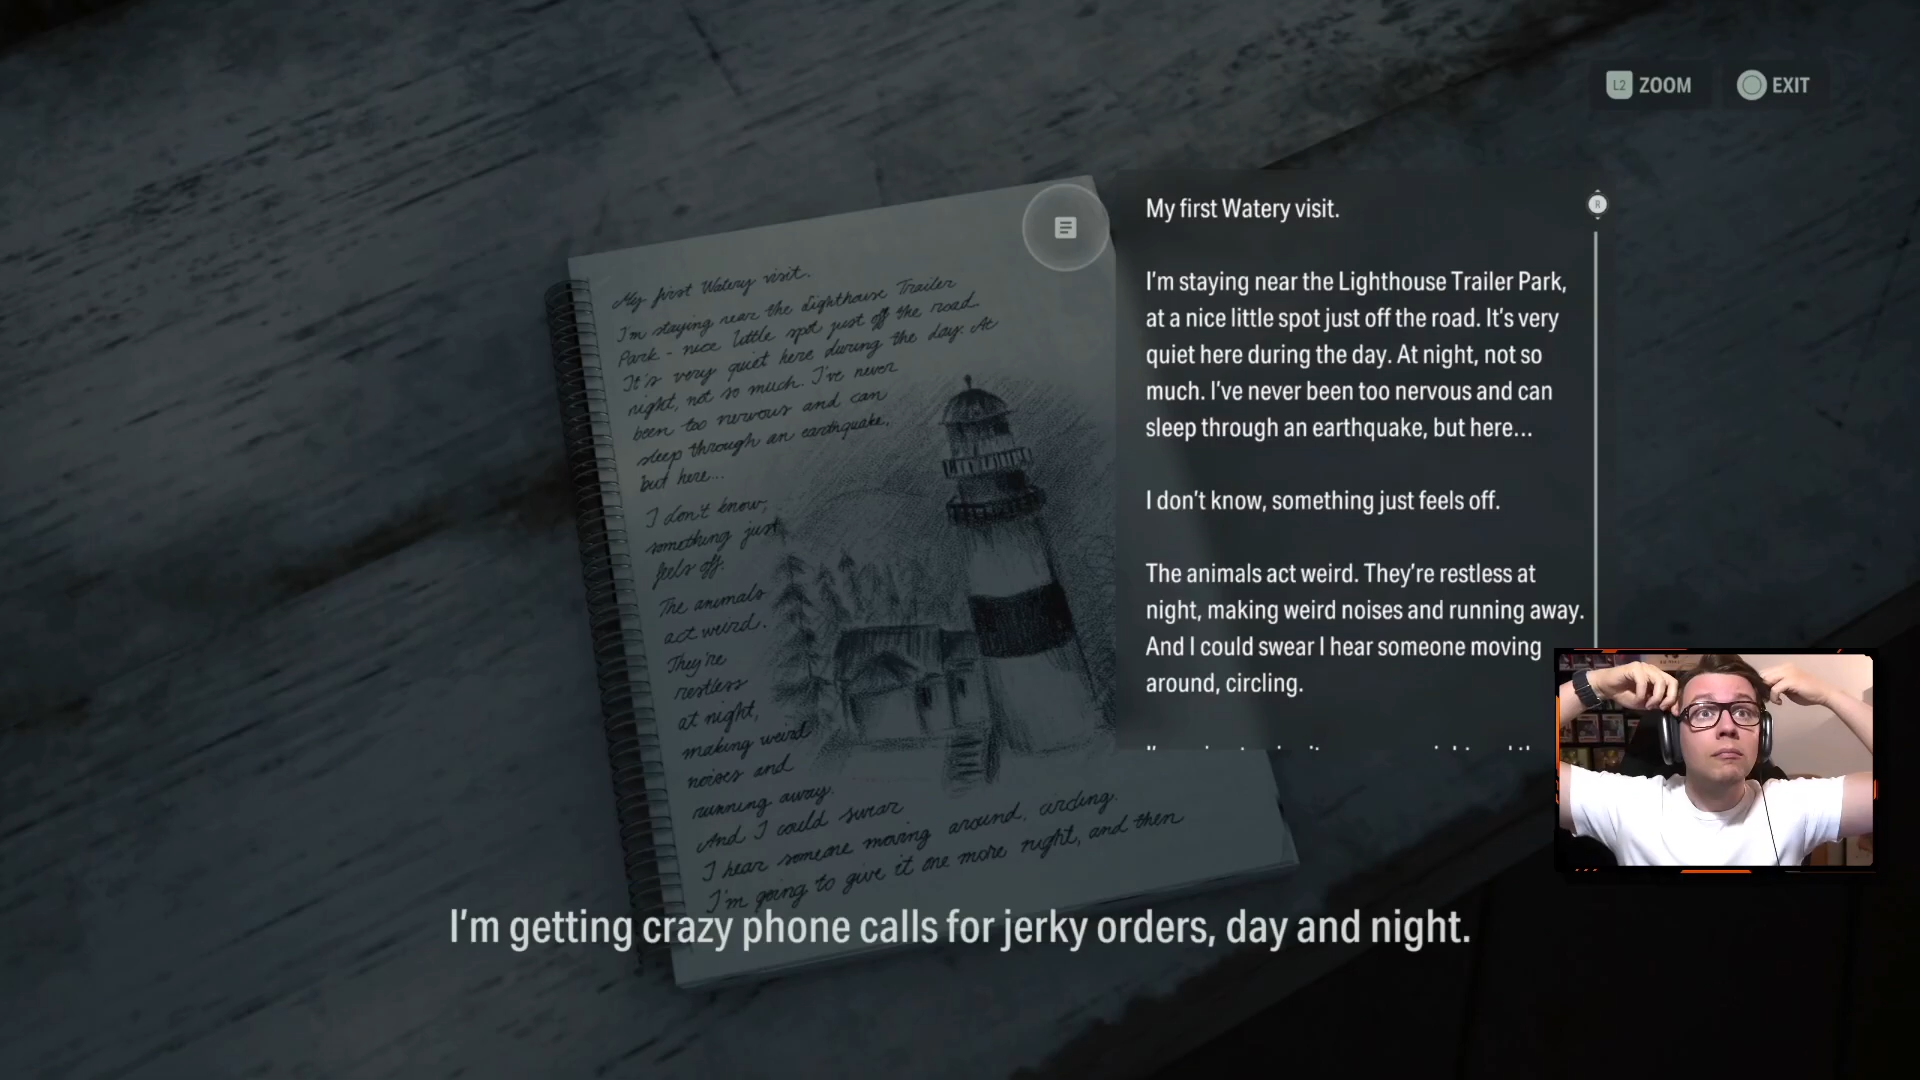 L2 ZOOM
EXIT
My first Watery visit.
I'm staying near the Lighthouse Trailer
Park - nice little spot just off the road.
It's very quiet here during the day. At
night, not so much. I've never
been too nervous and can
sleep through an earthquake,
but here...
I don't know,
something just
feels off.
The animals
act weird.
They're
restless
at night,
making weird
noises and
running away.
And I could swear
I hear someone moving around, circling.
I'm going to give it one more night, and then
R
My first Watery visit.
I'm staying near the Lighthouse Trailer Park,
at a nice little spot just off the road. It's very
quiet here during the day. At night, not so
much. I've never been too nervous and can
sleep through an earthquake, but here...
I don't know, something just feels off.
The animals act weird. They're restless at
night, making weird noises and running away.
And I could swear I hear someone moving
around, circling.
I'm getting crazy phone calls for jerky orders, day and night.